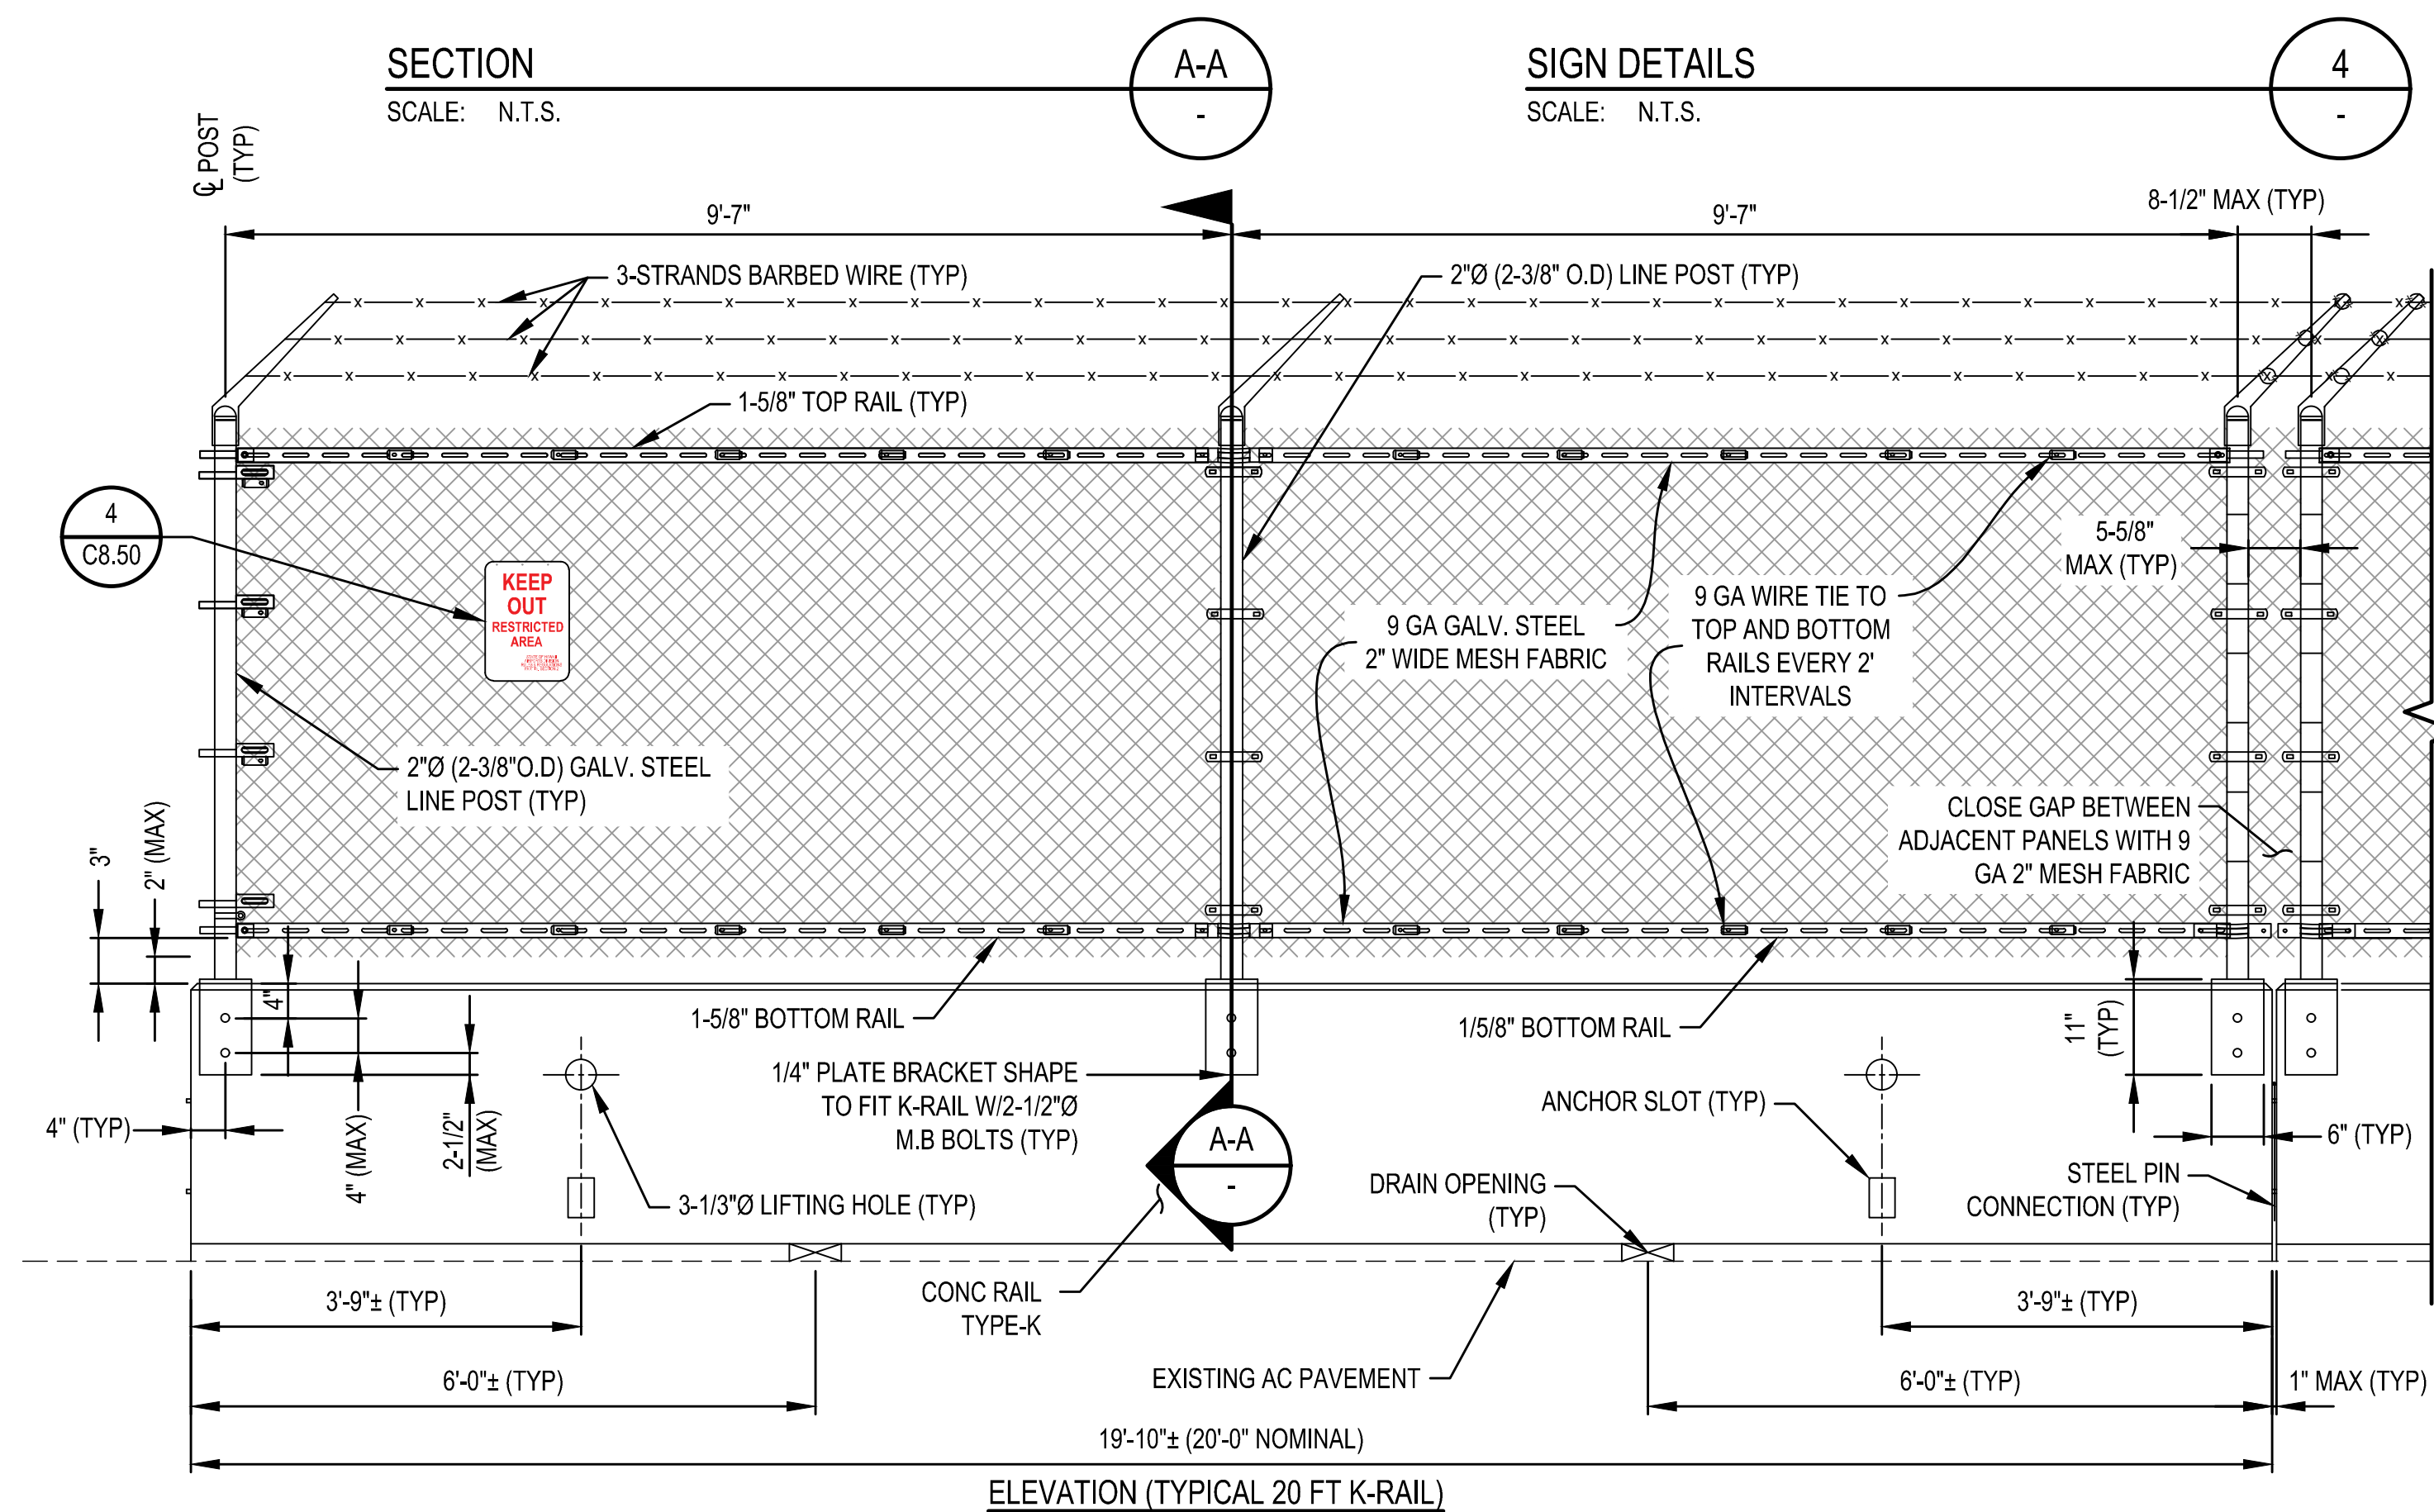 SECTION
SCALE: N.T.S.
A-A
-
SIGN DETAILS
SCALE: N.T.S.
4
-
℄ POST
(TYP)
9'-7"
9'-7"
8-1/2" MAX (TYP)
3-STRANDS BARBED WIRE (TYP)
2"Ø (2-3/8" O.D) LINE POST (TYP)
1-5/8" TOP RAIL (TYP)
4
C8.50
KEEP
OUT
RESTRICTED
AREA
5-5/8"
MAX (TYP)
9 GA GALV. STEEL
2" WIDE MESH FABRIC
9 GA WIRE TIE TO
TOP AND BOTTOM
RAILS EVERY 2'
INTERVALS
2"Ø (2-3/8"O.D) GALV. STEEL
LINE POST (TYP)
CLOSE GAP BETWEEN
ADJACENT PANELS WITH 9
GA 2" MESH FABRIC
3"
2" (MAX)
4"
1-5/8" BOTTOM RAIL
1/5/8" BOTTOM RAIL
11"
(TYP)
1/4" PLATE BRACKET SHAPE
TO FIT K-RAIL W/2-1/2"Ø
M.B BOLTS (TYP)
ANCHOR SLOT (TYP)
4" (TYP)
4" (MAX)
2-1/2"
(MAX)
A-A
-
6" (TYP)
3-1/3"Ø LIFTING HOLE (TYP)
DRAIN OPENING
(TYP)
STEEL PIN
CONNECTION (TYP)
CONC RAIL
TYPE-K
3'-9"± (TYP)
3'-9"± (TYP)
EXISTING AC PAVEMENT
6'-0"± (TYP)
6'-0"± (TYP)
1" MAX (TYP)
19'-10"± (20'-0" NOMINAL)
ELEVATION (TYPICAL 20 FT K-RAIL)